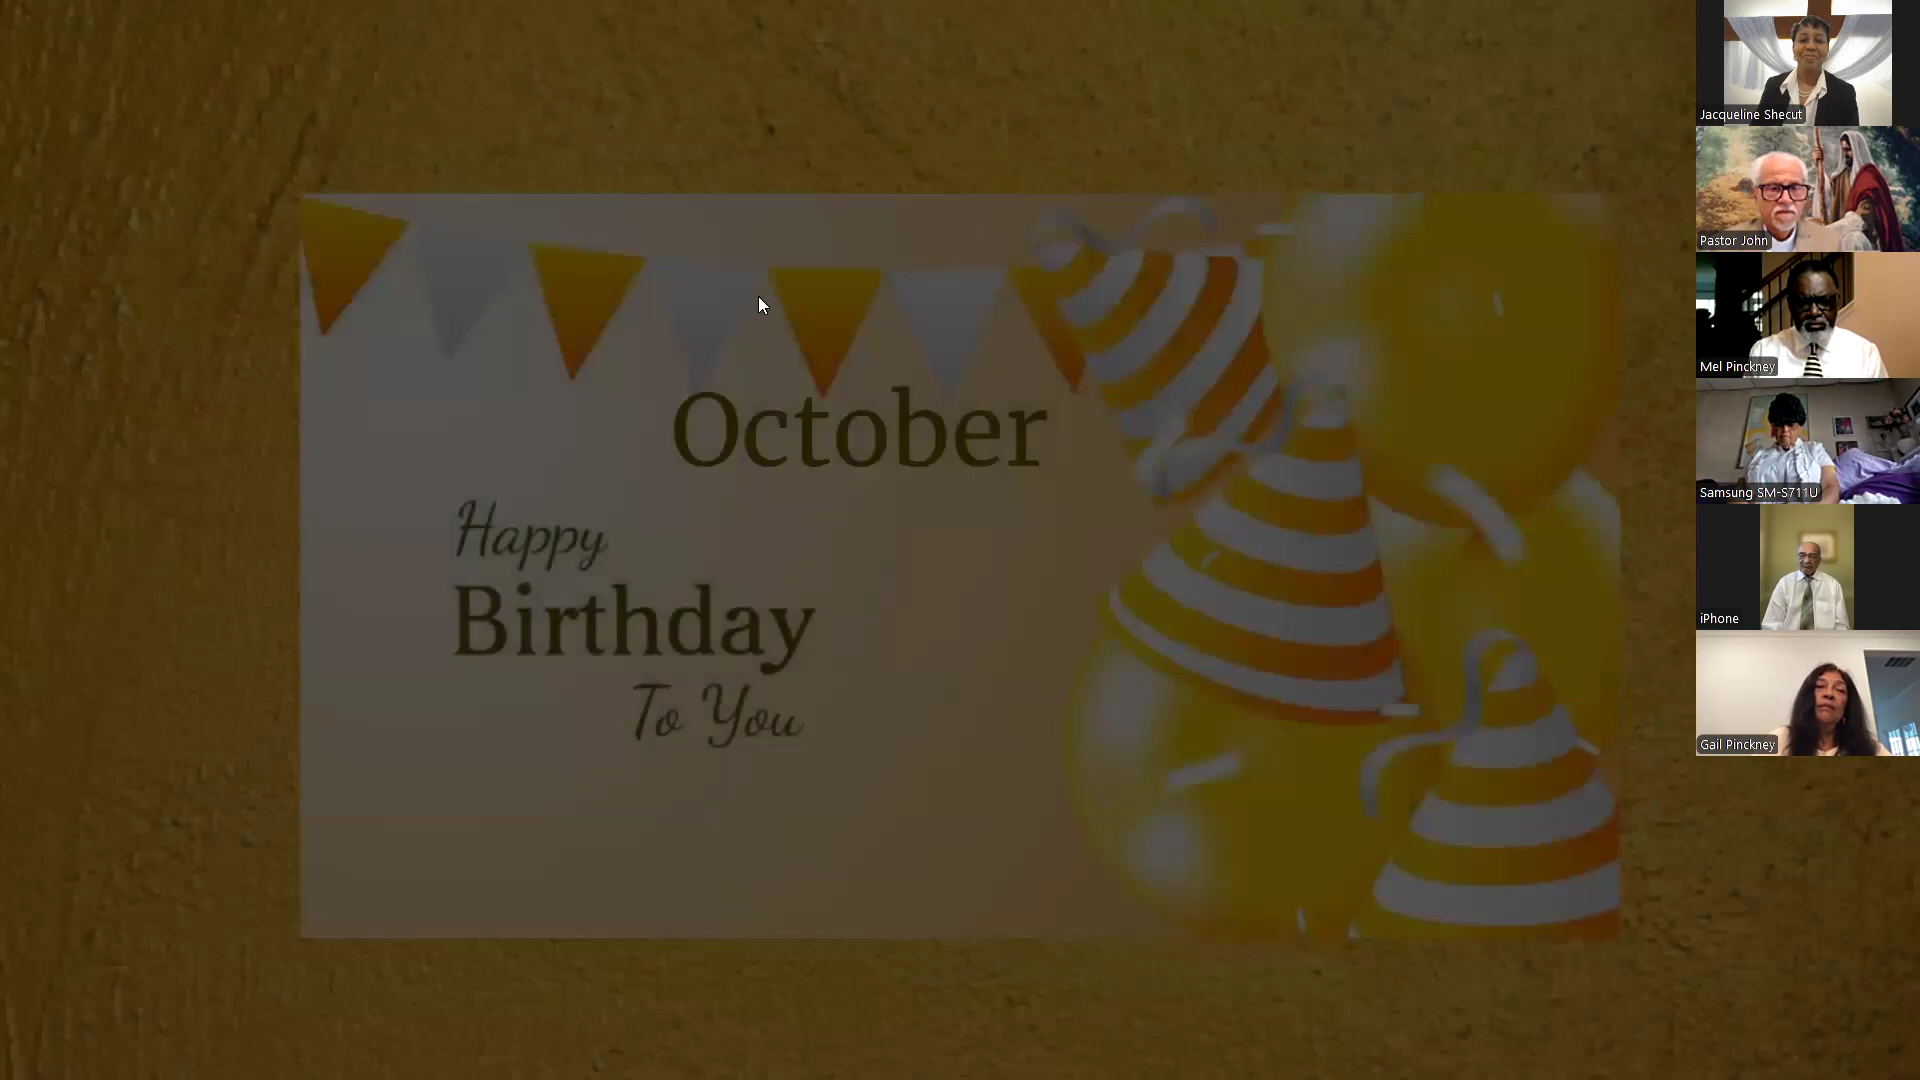 October
Happy
Birthday
To You
Jacqueline Shecut
Pastor John
Mel Pinckney
Samsung SM-S711U
iPhone
Gail Pinckney